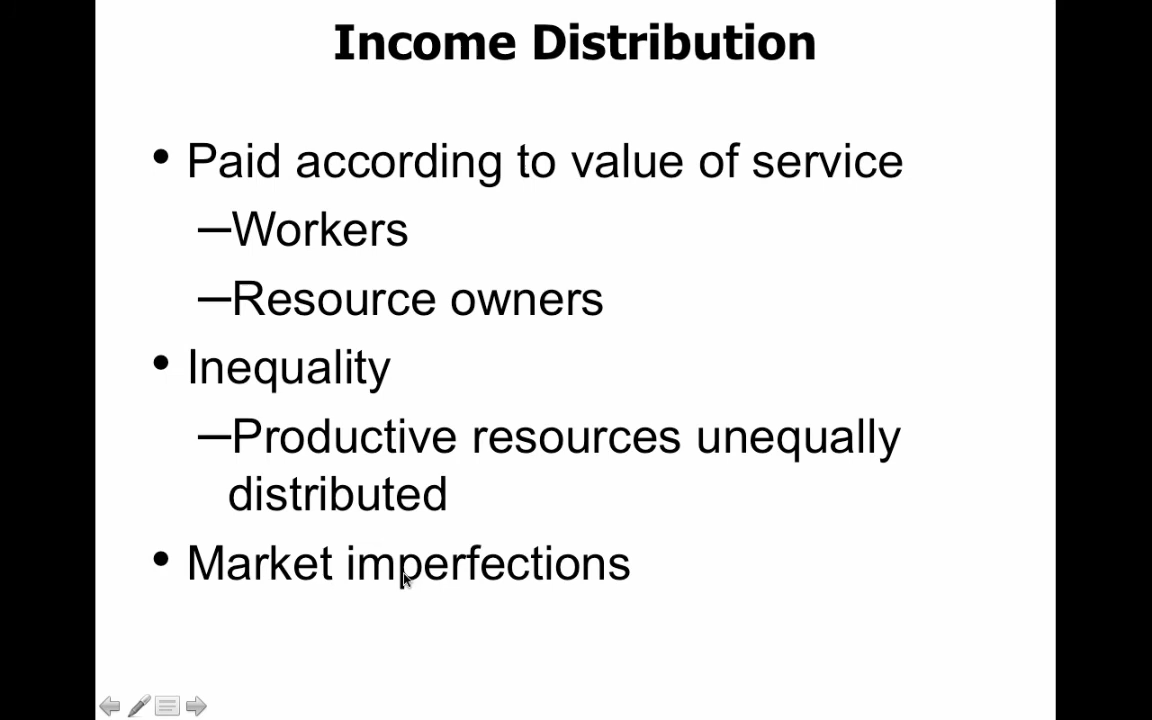 Income Distribution
• Paid according to value of service
–Workers
–Resource owners
• Inequality
–Productive resources unequally
distributed
• Market imperfections